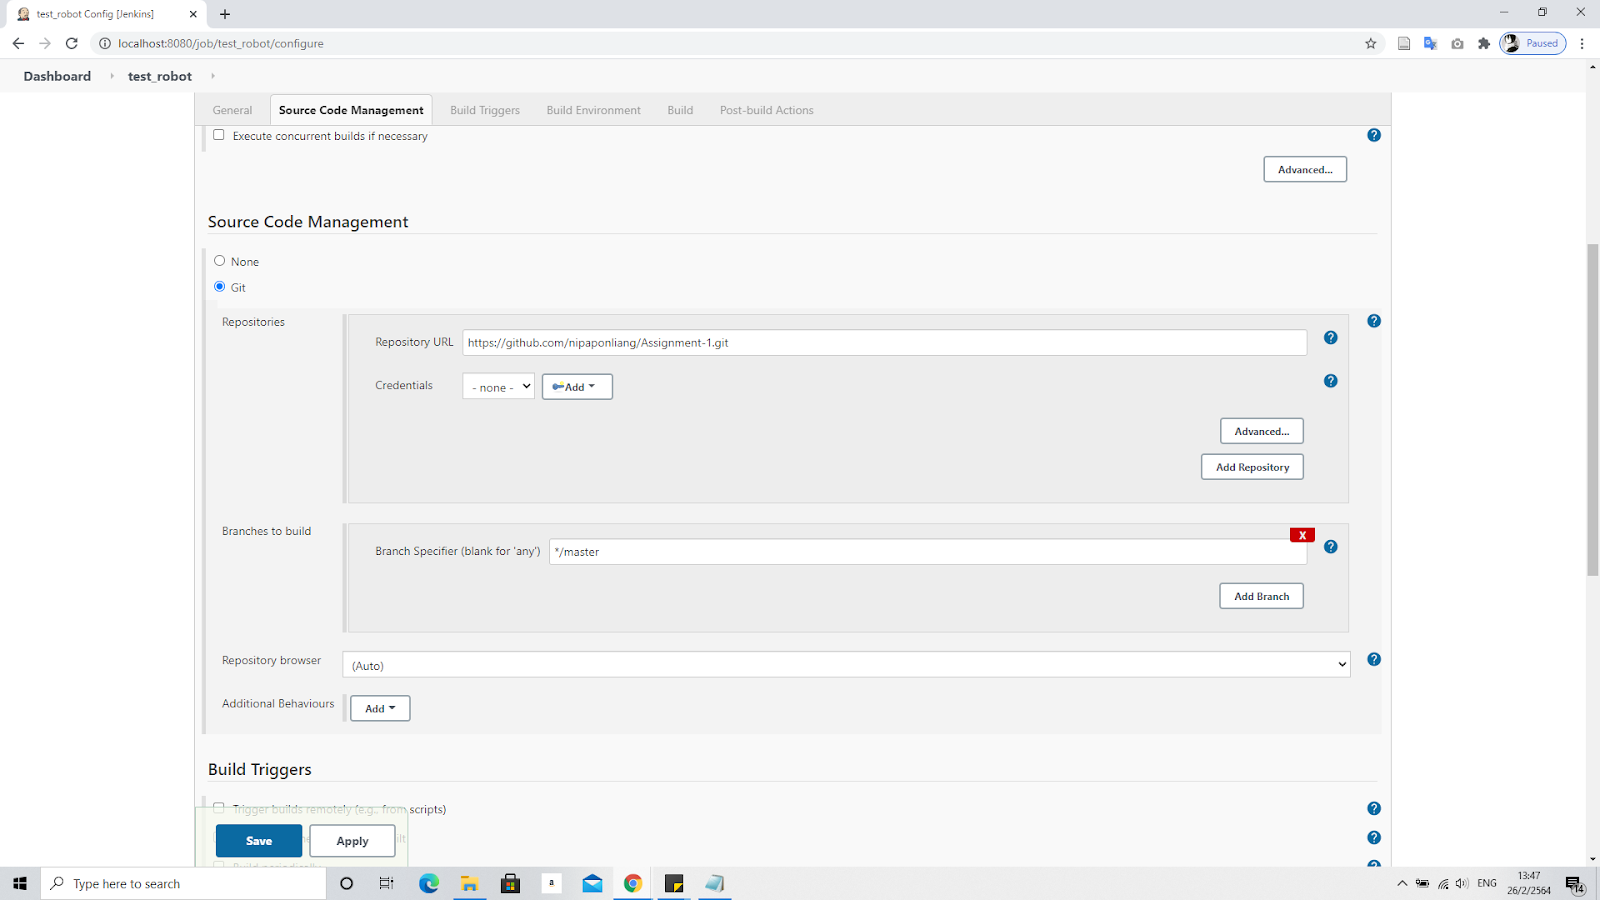 test_robot Config [Jenkins]
localhost:8080/job/test_robot/configure
Paused
Dashboard
test_robot
General
Source Code Management
Build Triggers
Build Environment
Build
Post-build Actions
Execute concurrent builds if necessary
Advanced...
Source Code Management
None
Git
Repositories
Repository URL
https://github.com/nipaponliang/Assignment-1.git
Credentials
- none -
Add
Advanced...
Add Repository
Branches to build
X
Branch Specifier (blank for 'any')
*/master
Add Branch
Repository browser
(Auto)
Additional Behaviours
Add
Build Triggers
Trigger builds remotely (e.g., from scripts)
Save
Apply
Build periodically
Type here to search
a
ENG
13:47
26/2/2564
14